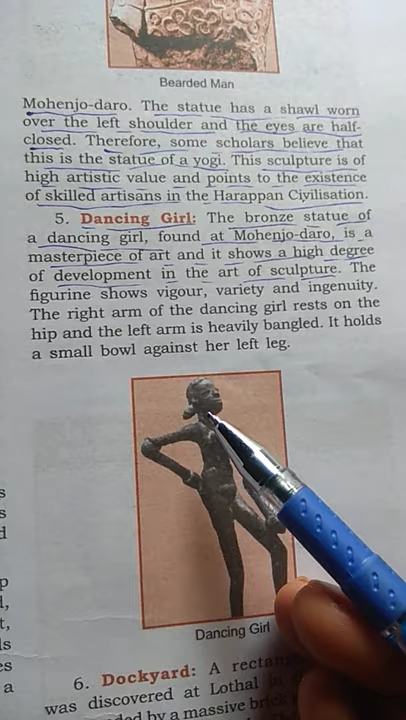 Bearded Man
Mohenjo-daro. The statue has a shawl worn
over the left shoulder and the eyes are half-
closed. Therefore, some scholars believe that
this is the statue of a yogi. This sculpture is of
high artistic value and points to the existence
of skilled artisans in the Harappan Civilisation.
5. Dancing Girl: The bronze statue of
a dancing girl, found at Mohenjo-daro, is a
masterpiece of art and it shows a high degree
of development in the art of sculpture. The
figurine shows vigour, variety and ingenuity.
The right arm of the dancing girl rests on the
hip and the left arm is heavily bangled. It holds
a small bowl against her left leg.
Dancing Girl
6. Dockyard: A
was discovered at Lothal
by a massive